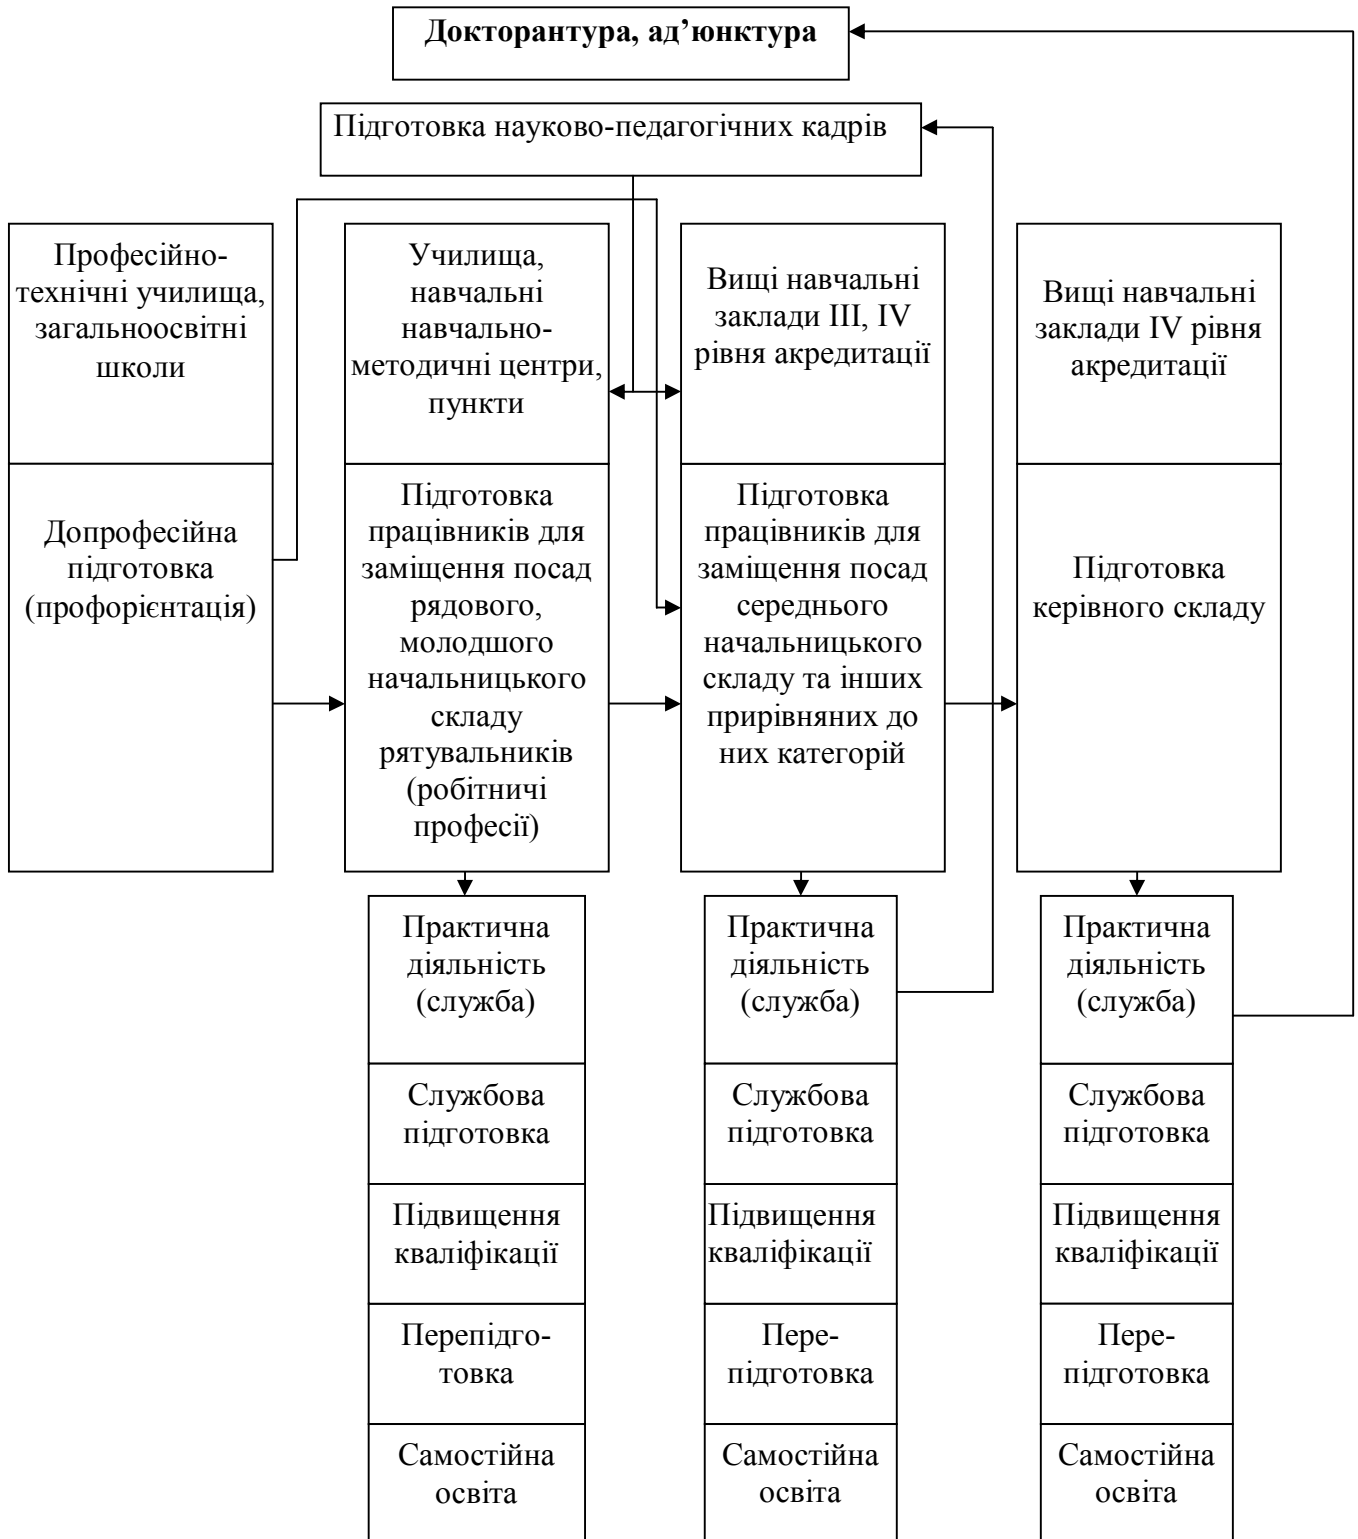 Докторантура, ад’юнктура
Підготовка науково-педагогічних кадрів
Професійно-
технічні училища,
загальноосвітні
школи
Училища,
навчальні
навчально-
методичні центри,
пункти
Вищі навчальні
заклади III, IV
рівня акредитації
Вищі навчальні
заклади IV рівня
акредитації
Допрофесійна
підготовка
(профорієнтація)
Підготовка
працівників для
заміщення посад
рядового,
молодшого
начальницького
складу
рятувальників
(робітничі
професії)
Підготовка
працівників для
заміщення посад
середнього
начальницького
складу та інших
прирівняних до
них категорій
Підготовка
керівного складу
Практична
діяльність
(служба)
Службова
підготовка
Підвищення
кваліфікації
Перепідго-
товка
Самостійна
освіта
Практична
діяльність
(служба)
Службова
підготовка
Підвищення
кваліфікації
Пере-
підготовка
Самостійна
освіта
Практична
діяльність
(служба)
Службова
підготовка
Підвищення
кваліфікації
Пере-
підготовка
Самостійна
освіта